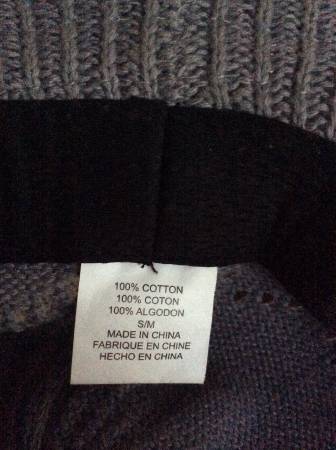 100% COTTON
100% COTON
100% ALGODON
S/M
MADE IN CHINA
FABRIQUE EN CHINE
HECHO EN CHINA